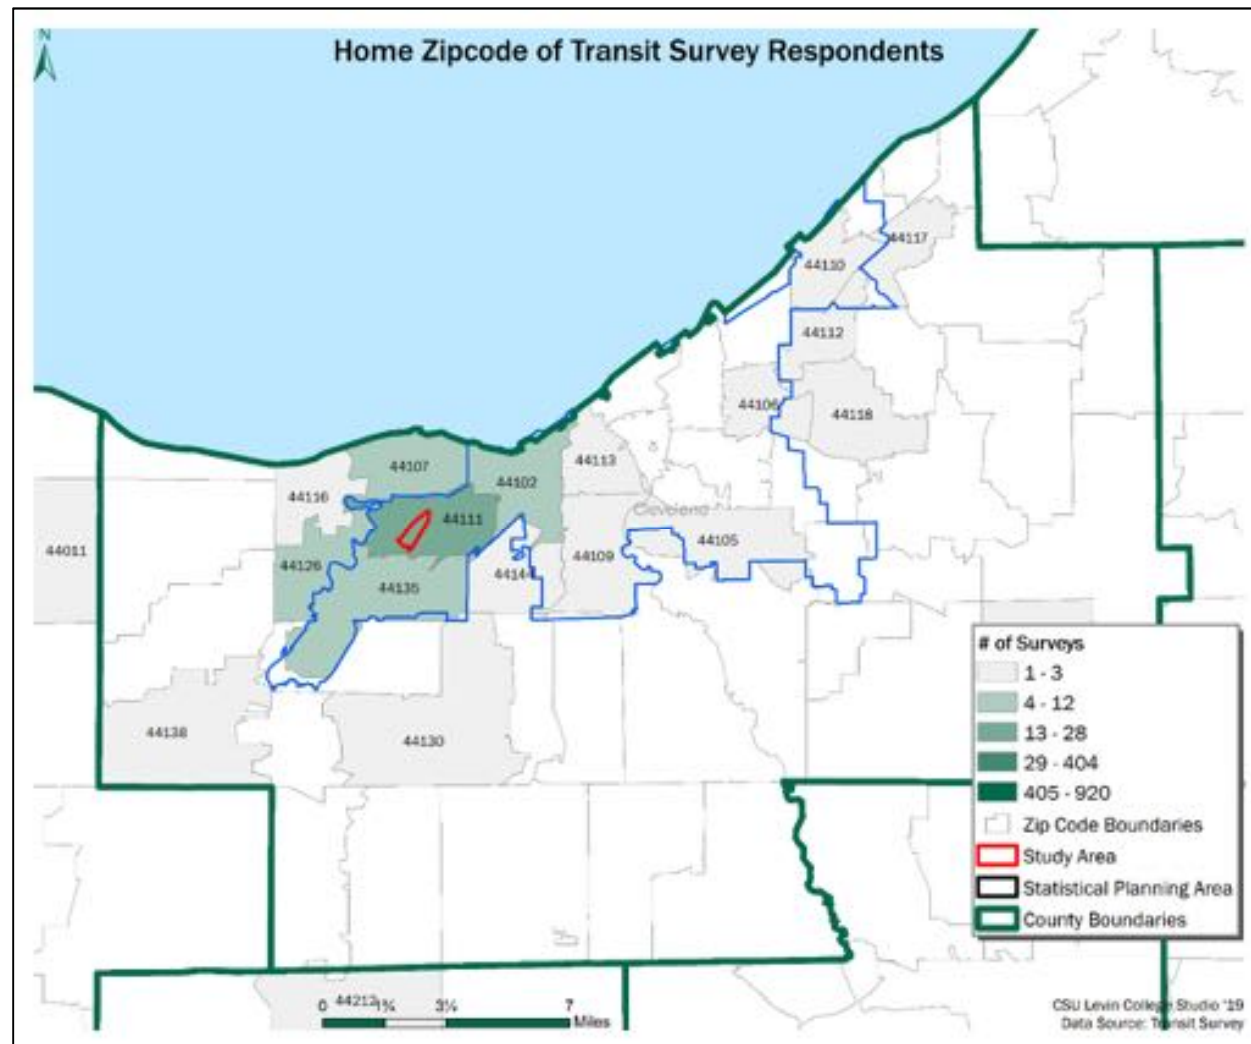 N
Home Zipcode of Transit Survey Respondents
44117
44110
44112
44106
44118
44107
44113
44102
44116
44111
Cleveland
44011
44105
44126
44109
44135
44144
44138
44130
# of Surveys
1 - 3
4 - 12
13 - 28
29 - 404
405 - 920
Zip Code Boundaries
Study Area
Statistical Planning Area
County Boundaries
44212
0 1¾ 3½ 7
Miles
CSU Levin College Studio '19
Data Source: Transit Survey